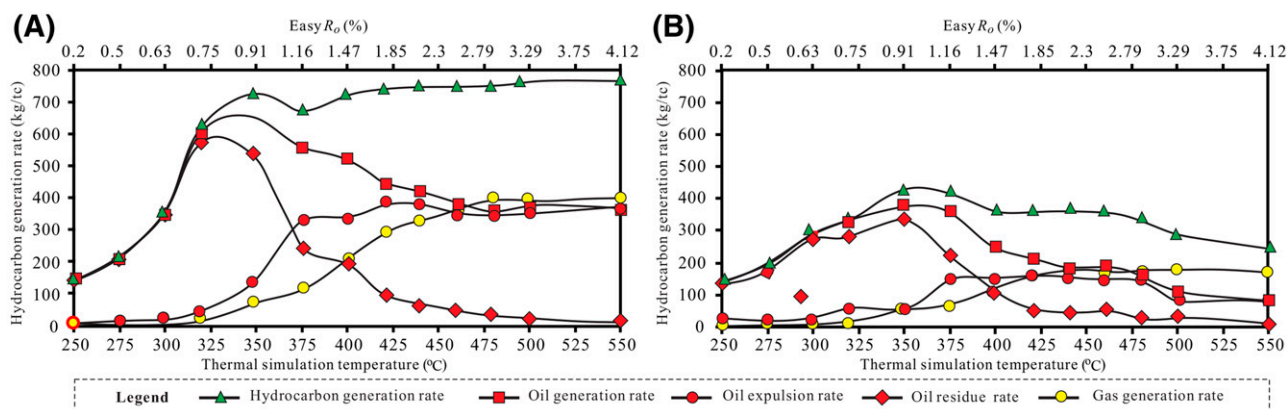 (A)
Easy Ro (%)
0.2 0.5 0.63 0.75 0.91 1.16 1.47 1.85 2.3 2.79 3.29 3.75 4.12
Hydrocarbon generation rate (kg/tc)
800
700
600
500
400
300
200
100
0
250 275 300 325 350 375 400 425 450 475 500 525 550
Thermal simulation temperature (ºC)
(B)
Easy Ro (%)
0.2 0.5 0.63 0.75 0.91 1.16 1.47 1.85 2.3 2.79 3.29 3.75 4.12
Hydrocarbon generation rate (kg/tc)
800
700
600
500
400
300
200
100
0
250 275 300 325 350 375 400 425 450 475 500 525 550
Thermal simulation temperature (ºC)
Legend Hydrocarbon generation rate Oil generation rate Oil expulsion rate Oil residue rate Gas generation rate